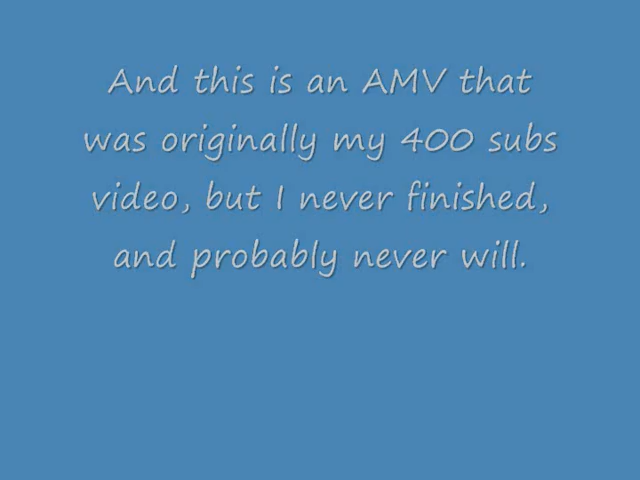 And this is an AMV that
was originally my 400 subs
video, but I never finished,
and probably never will.